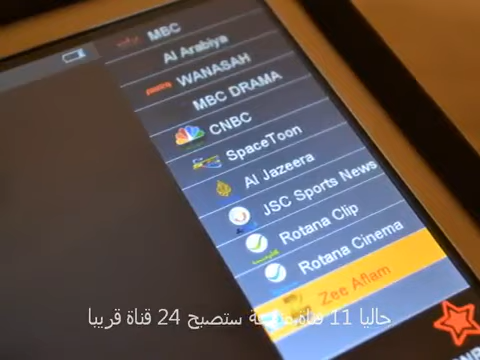 MBC
Al Arabiya
WANASAH
MBC DRAMA
CNBC
SpaceToon
Al Jazeera
JSC Sports News
Rotana Clip
Rotana Cinema
Zee Aflam
حاليا 11 ستصبح 24 قناة قريبا